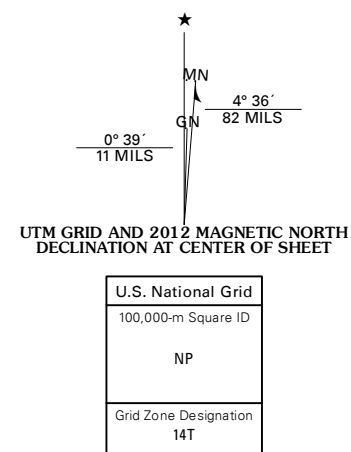 ★
MN
4° 36´
82 MILS
GN
0° 39´
11 MILS
UTM GRID AND 2012 MAGNETIC NORTH
DECLINATION AT CENTER OF SHEET
U.S. National Grid
100,000-m Square ID
NP
Grid Zone Designation
14T